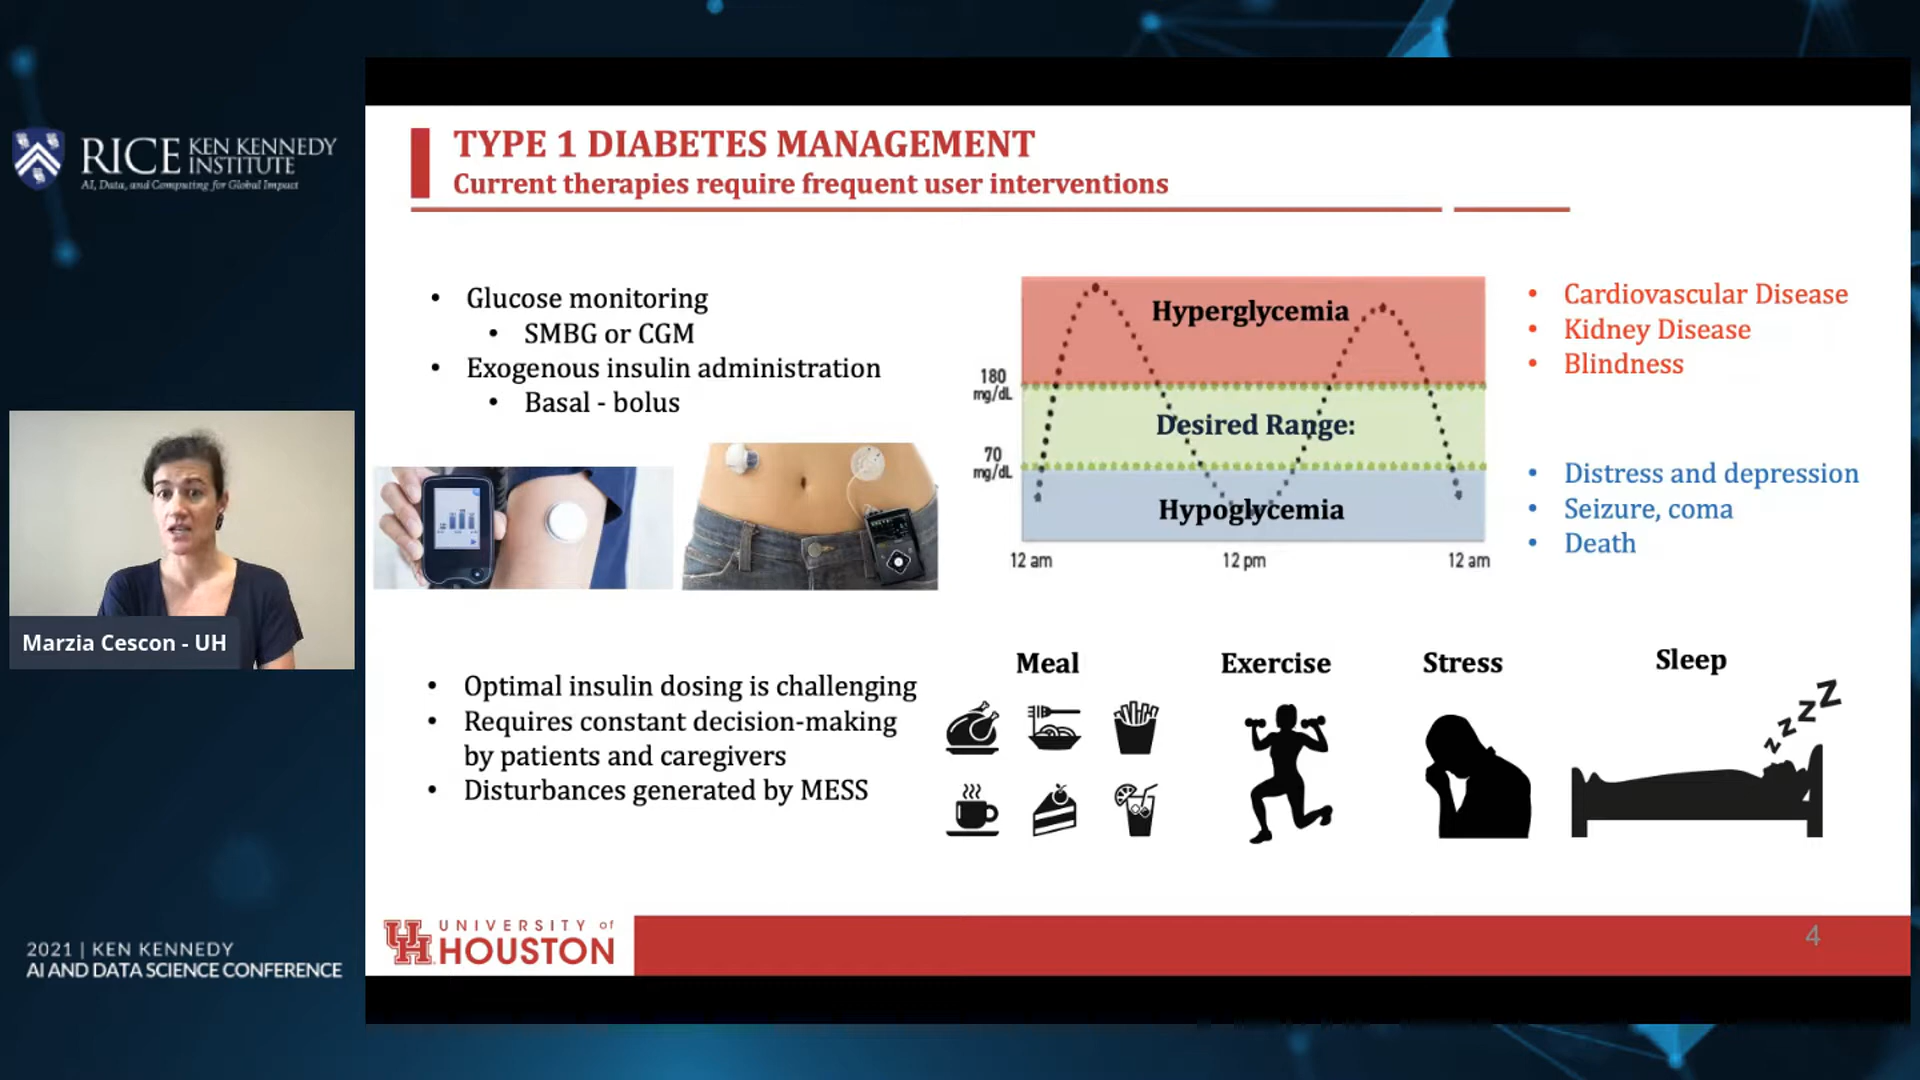 RICE KEN KENNEDY INSTITUTE
AI, Data, and Computing for Global Impact
Marzia Cescon - UH
2021 | KEN KENNEDY
AI AND DATA SCIENCE CONFERENCE
TYPE 1 DIABETES MANAGEMENT
Current therapies require frequent user interventions
• Glucose monitoring
• SMBG or CGM
• Exogenous insulin administration
• Basal - bolus
Hyperglycemia
180
mg/dL
Desired Range:
70
mg/dL
Hypoglycemia
12 am
12 pm
12 am
• Cardiovascular Disease
• Kidney Disease
• Blindness
• Distress and depression
• Seizure, coma
• Death
• Optimal insulin dosing is challenging
• Requires constant decision-making
by patients and caregivers
• Disturbances generated by MESS
Meal
Exercise
Stress
Sleep
z z Z Z
UNIVERSITY of
HOUSTON
4